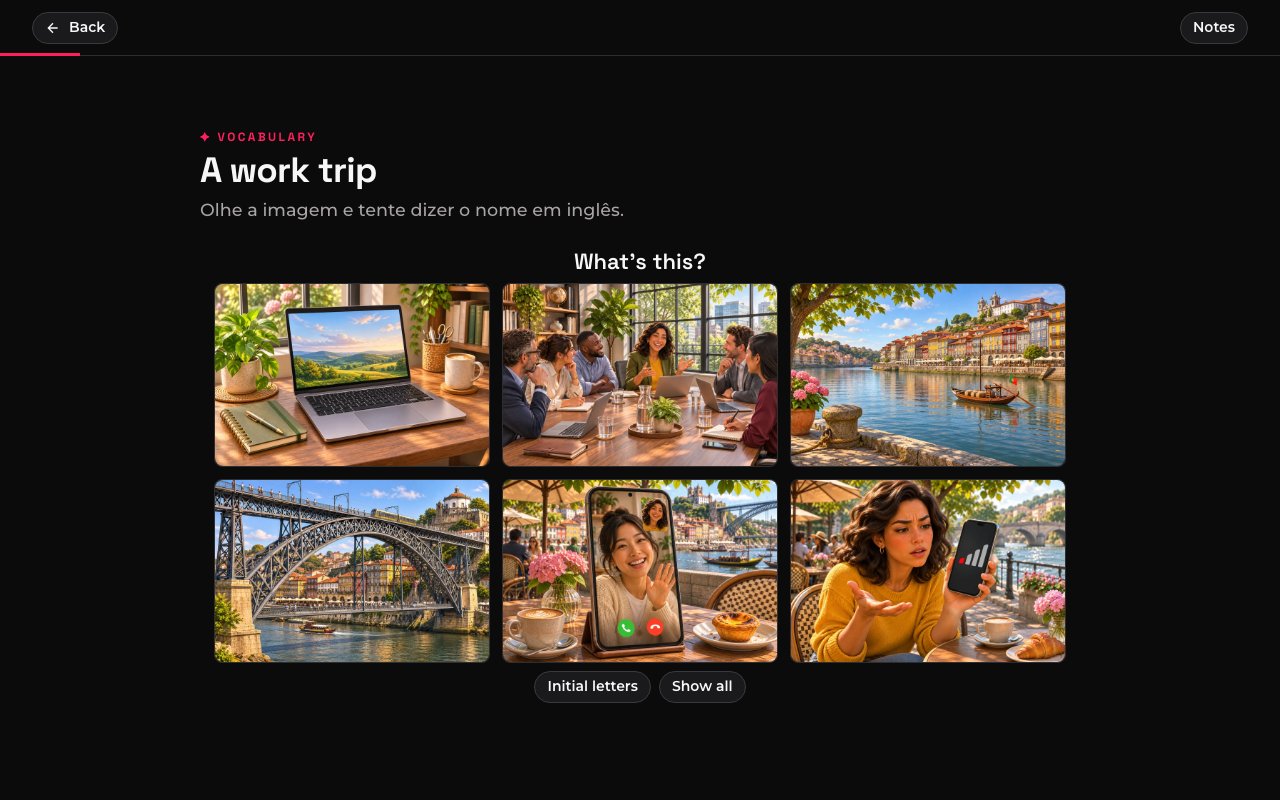 Back
Notes
VOCABULARY
A work trip
Olhe a imagem e tente dizer o nome em inglês.
What's this?
Initial letters
Show all